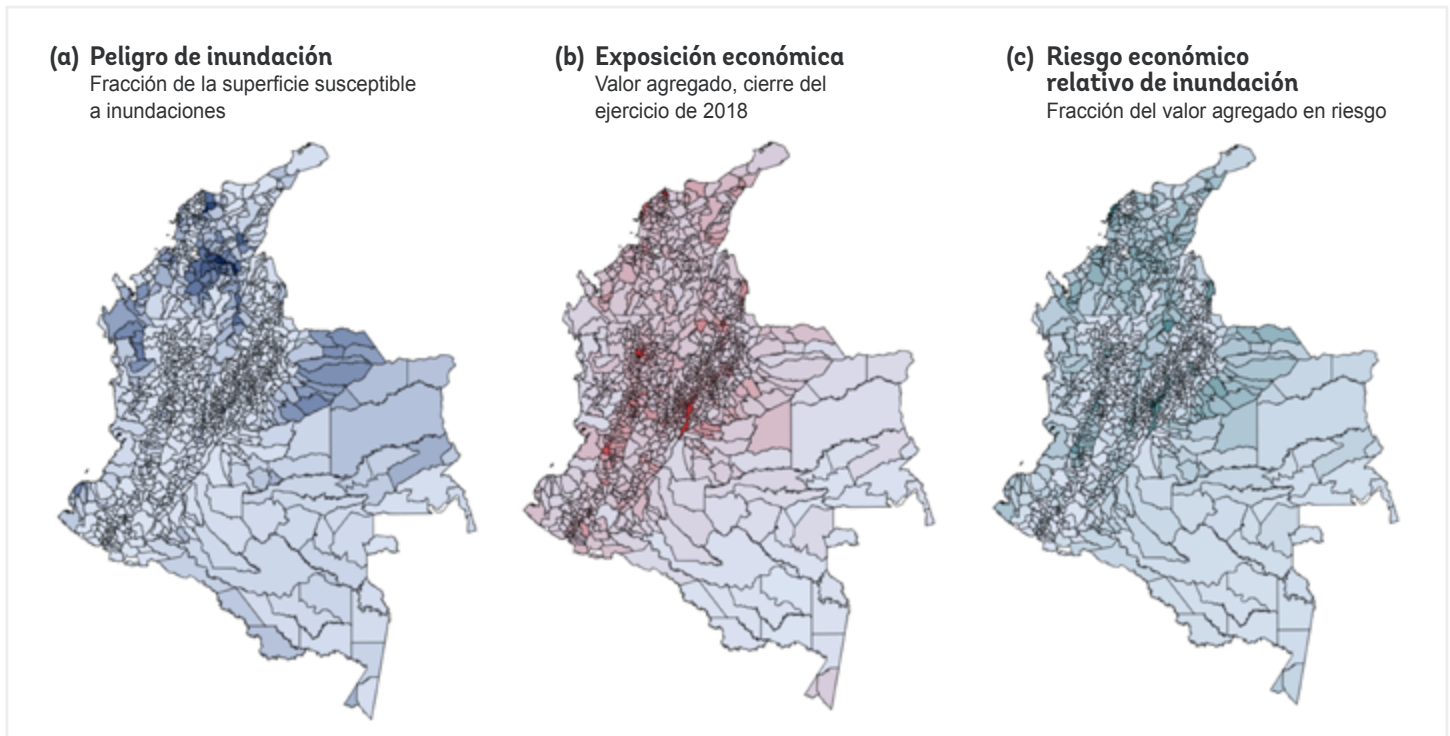 (a) Peligro de inundación
Fracción de la superficie susceptible
a inundaciones
(b) Exposición económica
Valor agregado, cierre del
ejercicio de 2018
(c) Riesgo económico
relativo de inundación
Fracción del valor agregado en riesgo